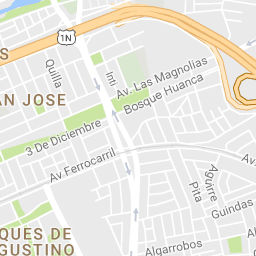 1N
S
Quilla
Int.
Av. Las Magnolias
Bosque Huanca
AN JOSE
3 De Diciembre
Av Ferrocarril
Aguirre
Pita
Guindas
QUES DE
GUSTINO
Algarrobos